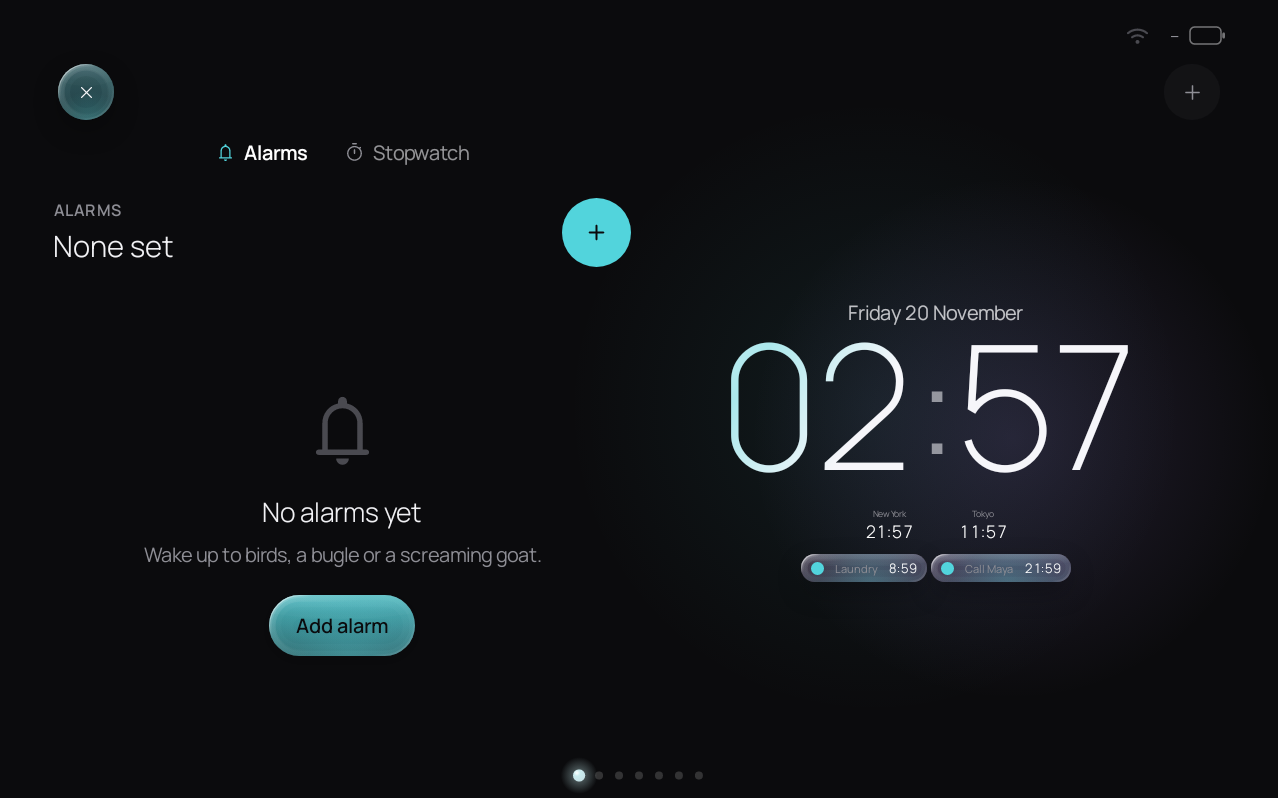 Alarms
Stopwatch
ALARMS
None set
No alarms yet
Wake up to birds, a bugle or a screaming goat.
Add alarm
Friday 20 November
02:57
New York
21:57
Tokyo
11:57
Laundry 8:59
Call Maya 21:59